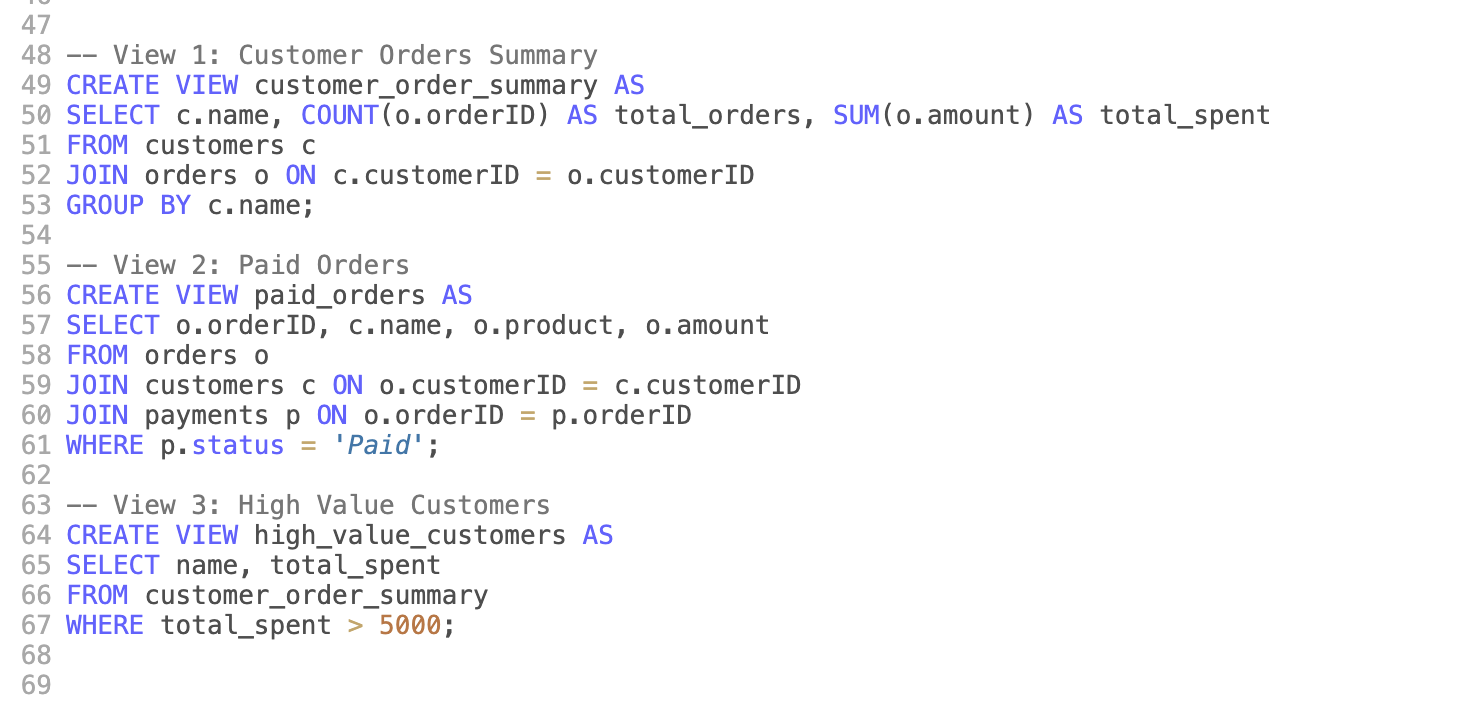 47
48 -- View 1: Customer Orders Summary
49 CREATE VIEW customer_order_summary AS
50 SELECT c.name, COUNT(o.orderID) AS total_orders, SUM(o.amount) AS total_spent
51 FROM customers c
52 JOIN orders o ON c.customerID = o.customerID
53 GROUP BY c.name;
54
55 -- View 2: Paid Orders
56 CREATE VIEW paid_orders AS
57 SELECT o.orderID, c.name, o.product, o.amount
58 FROM orders o
59 JOIN customers c ON o.customerID = c.customerID
60 JOIN payments p ON o.orderID = p.orderID
61 WHERE p.status = 'Paid';
62
63 -- View 3: High Value Customers
64 CREATE VIEW high_value_customers AS
65 SELECT name, total_spent
66 FROM customer_order_summary
67 WHERE total_spent > 5000;
68
69